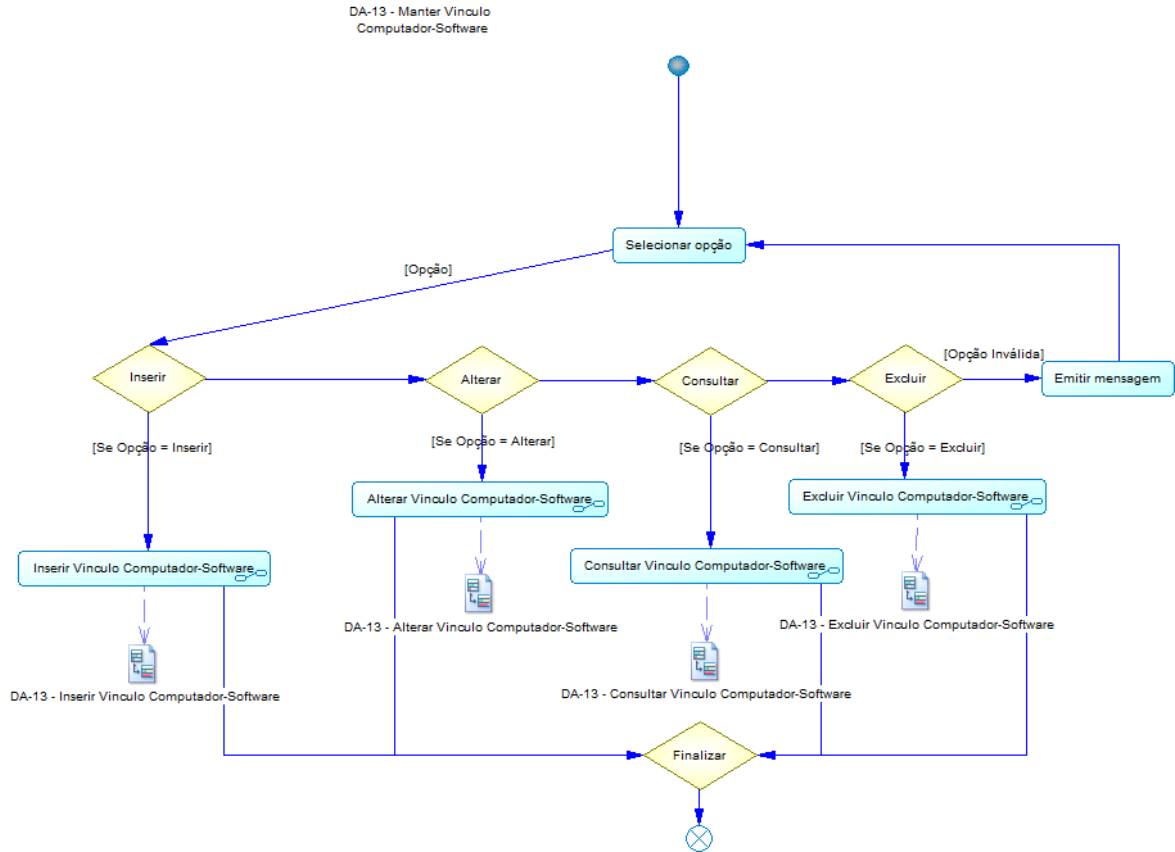 DA-13 - Manter Vinculo
Computador-Software
Selecionar opção
[Opção]
Inserir
Alterar
Consultar
Excluir
[Opção Inválida]
Emitir mensagem
[Se Opção = Inserir]
[Se Opção = Alterar]
[Se Opção = Consultar]
[Se Opção = Excluir]
Alterar Vinculo Computador-Software
Excluir Vinculo Computador-Software
Inserir Vinculo Computador-Software
Consultar Vinculo Computador-Software
DA-13 - Alterar Vinculo Computador-Software
DA-13 - Excluir Vinculo Computador-Software
DA-13 - Inserir Vinculo Computador-Software
DA-13 - Consultar Vinculo Computador-Software
Finalizar